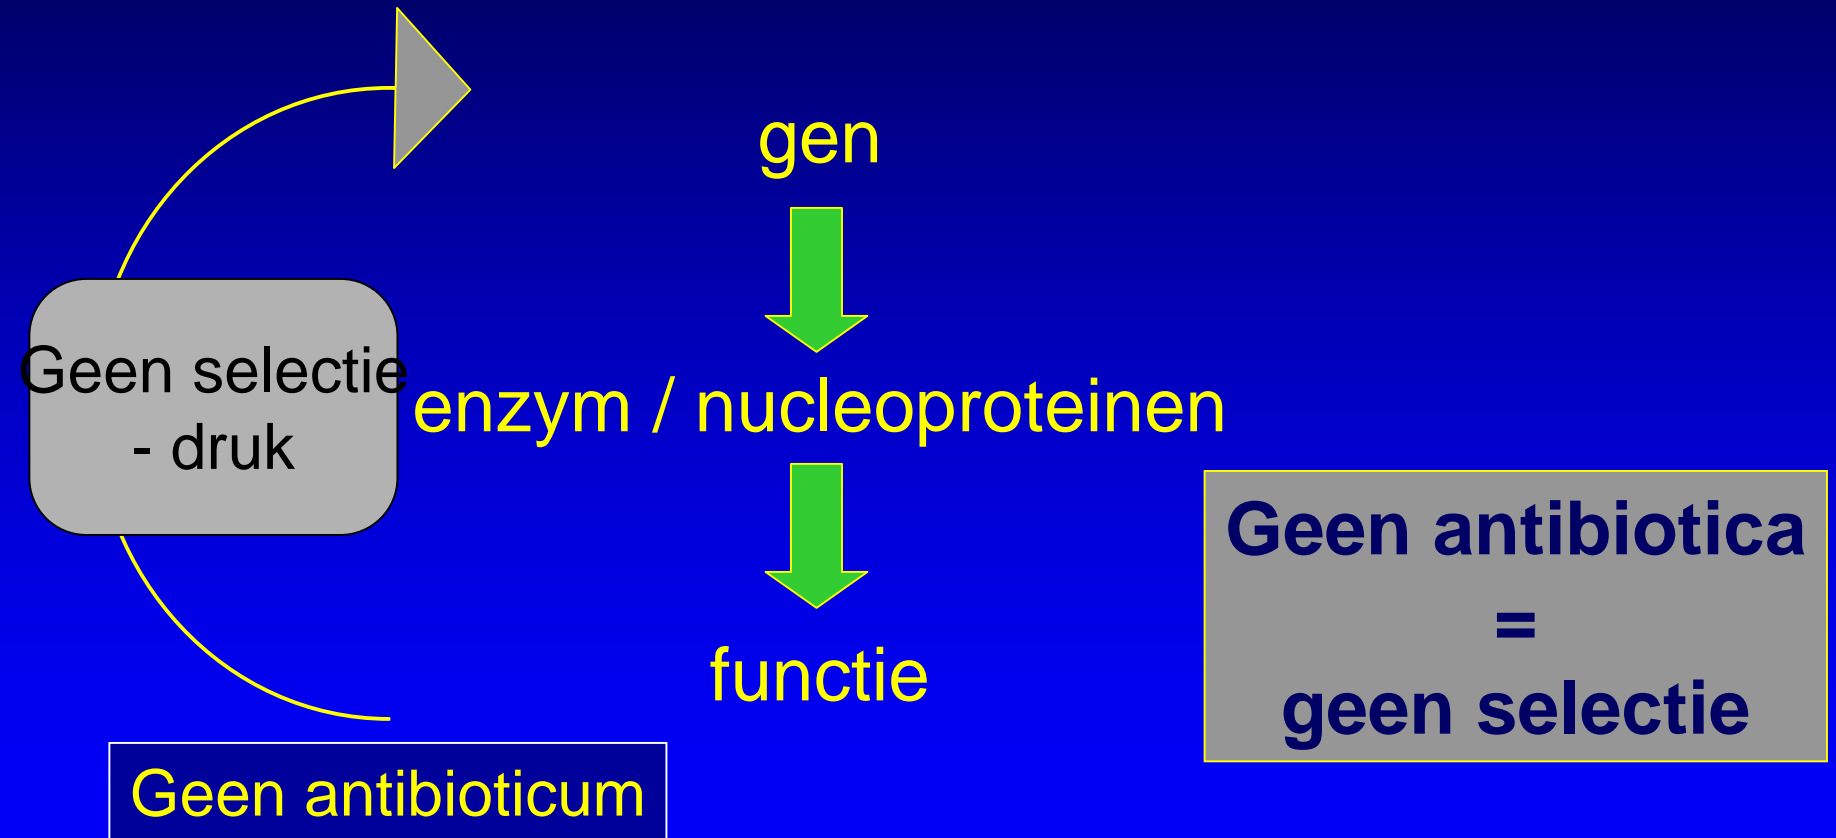 gen
Geen selectie
- druk
enzym / nucleoproteinen
functie
Geen antibiotica
=
geen selectie
Geen antibioticum